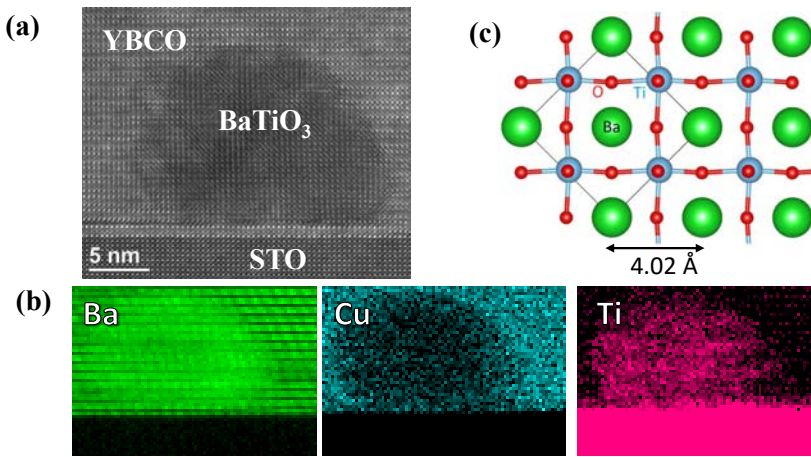 (a)
YBCO
BaTiO₃
5 nm
STO
(c)
O
Ti
Ba
4.02 Å
(b)
Ba
Cu
Ti